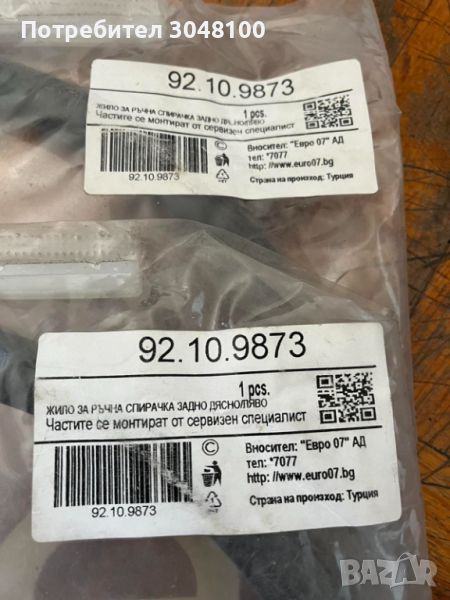 Потребител 3048100
92.10.9873
1 pcs.
ЖИЛО ЗА РЪЧНА СПИРАЧКА ЗАДНО ДЯСНО/ЛЯВО
Частите се монтират от сервизен специалист
Вносител: "Евро 07" АД
тел: *7077
http: //www.euro07.bg
92.10.9873
Страна на произход: Турция
92.10.9873
1 pcs.
ЖИЛО ЗА РЪЧНА СПИРАЧКА ЗАДНО ДЯСНО/ЛЯВО
Частите се монтират от сервизен специалист
Вносител: "Евро 07" АД
тел: *7077
http: //www.euro07.bg
Страна на произход: Турция
92.10.9873
BAZAR